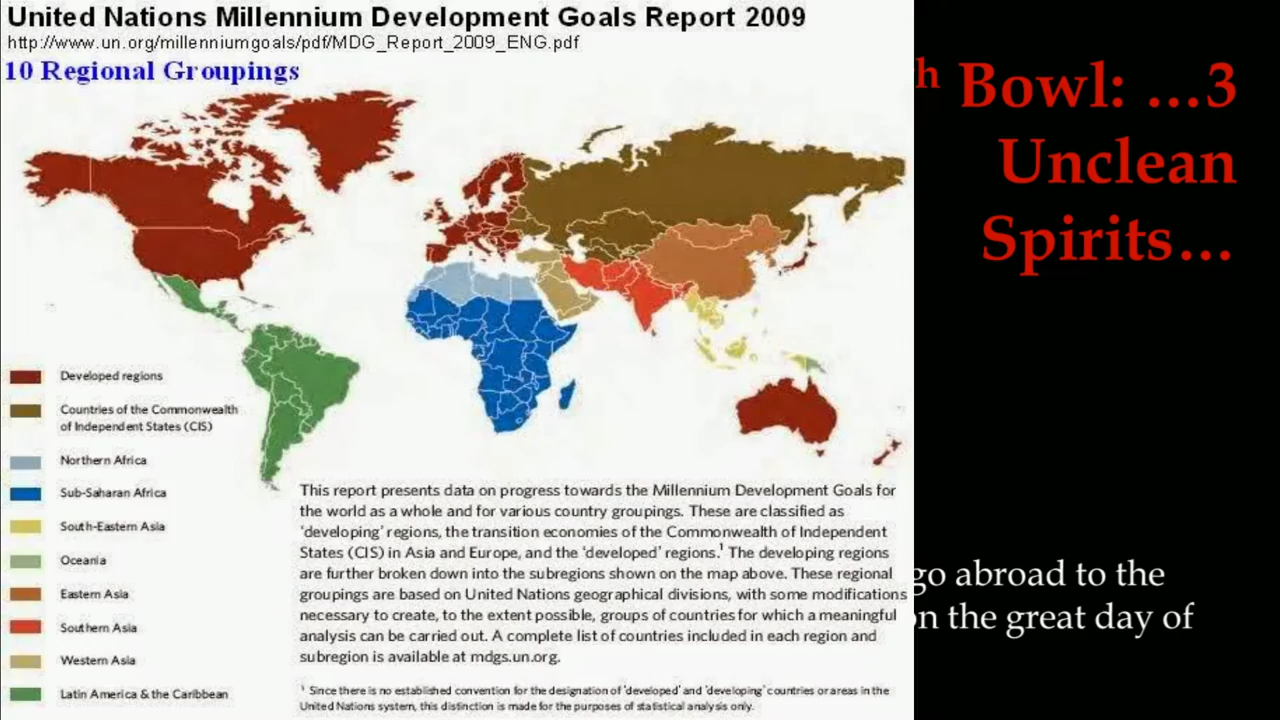 United Nations Millennium Development Goals Report 2009
http://www.un.org/millenniumgoals/pdf/MDG_Report_2009_ENG.pdf
10 Regional Groupings
h Bowl: …3
Unclean
Spirits…
Developed regions
Countries of the Commonwealth
of Independent States (CIS)
Northern Africa
Sub-Saharan Africa
South-Eastern Asia
Oceania
Eastern Asia
Southern Asia
Western Asia
Latin America & the Caribbean
This report presents data on progress towards the Millennium Development Goals for
the world as a whole and for various country groupings. These are classified as
‘developing’ regions, the transition economies of the Commonwealth of Independent
States (CIS) in Asia and Europe, and the ‘developed’ regions.¹ The developing regions
are further broken down into the subregions shown on the map above. These regional
groupings are based on United Nations geographical divisions, with some modifications
necessary to create, to the extent possible, groups of countries for which a meaningful
analysis can be carried out. A complete list of countries included in each region and
subregion is available at mdgs.un.org.
¹ Since there is no established convention for the designation of ‘developed’ and ‘developing’ countries or areas in the
United Nations system, this distinction is made for the purposes of statistical analysis only.
go abroad to the
on the great day of